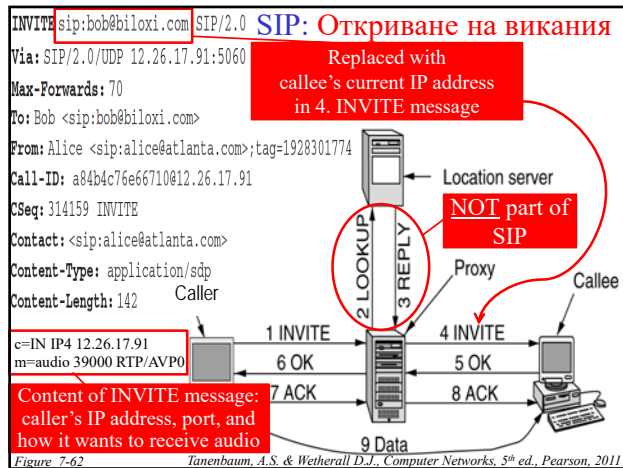 SIP: Откриване на викания
INVITE sip:bob@biloxi.com SIP/2.0
Via: SIP/2.0/UDP 12.26.17.91:5060
Max-Forwards: 70
To: Bob <sip:bob@biloxi.com>
From: Alice <sip:alice@atlanta.com>;tag=1928301774
Call-ID: a84b4c76e66710@12.26.17.91
CSeq: 314159 INVITE
Contact: <sip:alice@atlanta.com>
Content-Type: application/sdp
Content-Length: 142
c=IN IP4 12.26.17.91
m=audio 39000 RTP/AVP0
Content of INVITE message:
caller's IP address, port, and
how it wants to receive audio
Replaced with
callee's current IP address
in 4. INVITE message
Location server
NOT part of
SIP
2 LOOKUP
3 REPLY
Proxy
Caller
Callee
1 INVITE
4 INVITE
6 OK
5 OK
7 ACK
8 ACK
9 Data
Figure 7-62
Tanenbaum, A.S. & Wetherall D.J., Computer Networks, 5th ed., Pearson, 2011